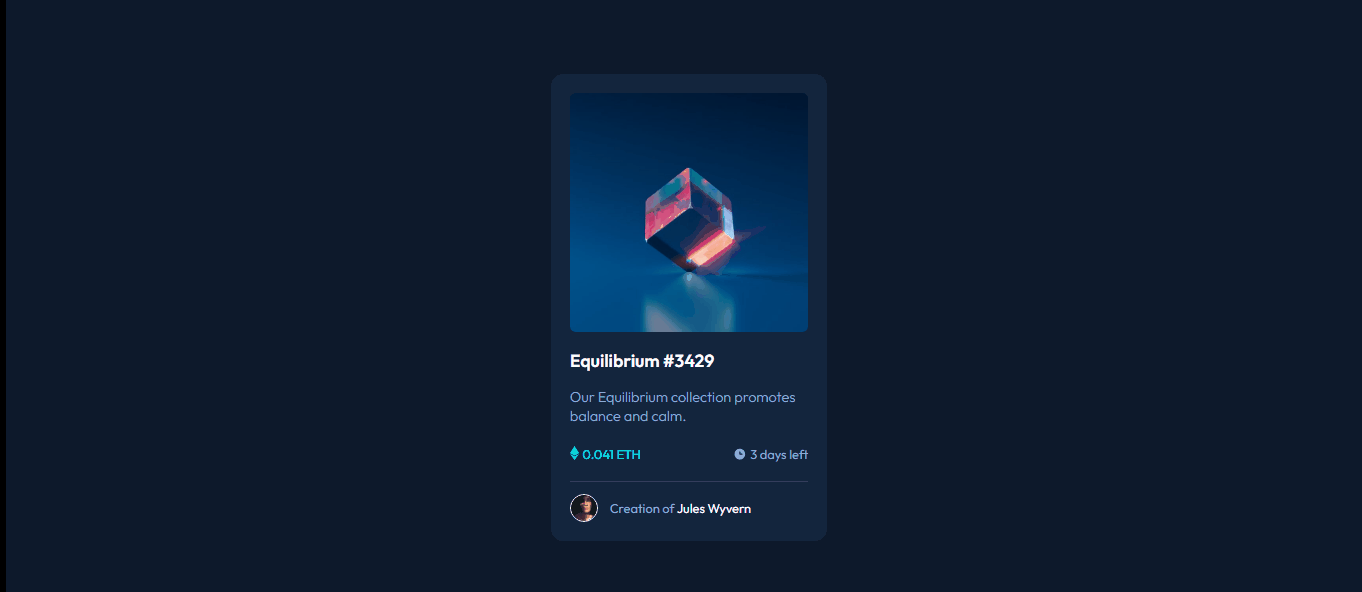 Equilibrium #3429
Our Equilibrium collection promotes
balance and calm.
0.041 ETH
3 days left
Creation of Jules Wyvern